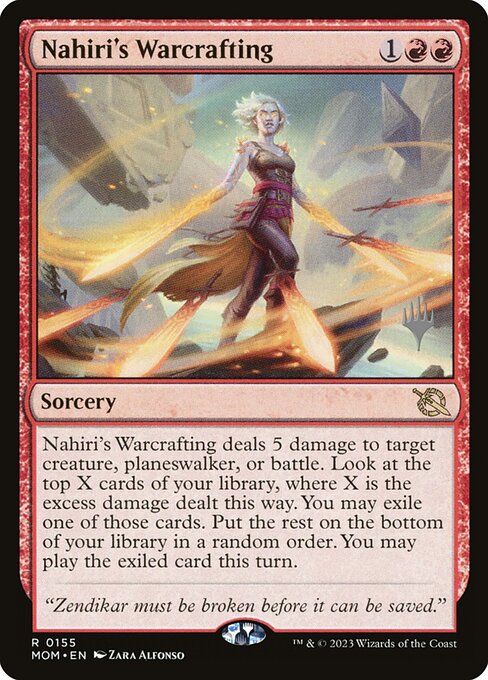 Nahiri's Warcrafting 1
Sorcery
Nahiri's Warcrafting deals 5 damage to target
creature, planeswalker, or battle. Look at the
top X cards of your library, where X is the
excess damage dealt this way. You may exile
one of those cards. Put the rest on the bottom
of your library in a random order. You may
play the exiled card this turn.
“Zendikar must be broken before it can be saved.”
R 0155
MOM • EN Zara Alfonso
™ & © 2023 Wizards of the Coast